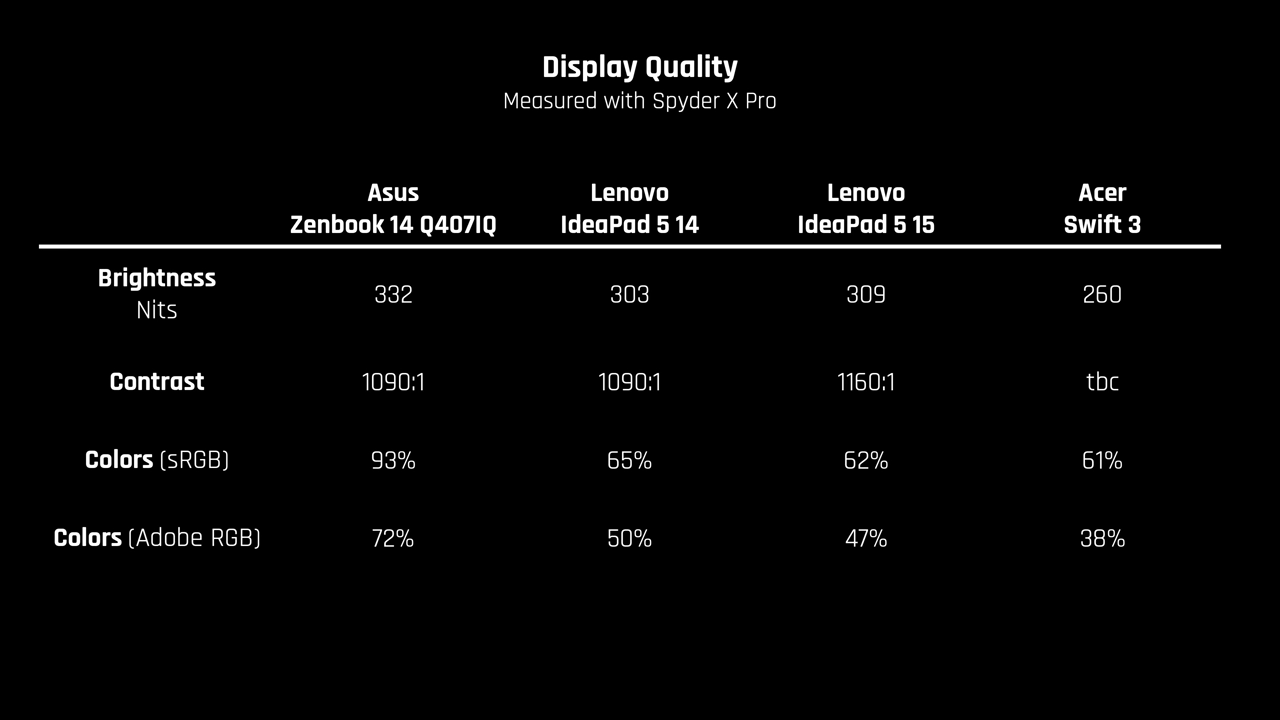 Display Quality
Measured with Spyder X Pro
Asus Lenovo Lenovo Acer
Zenbook 14 Q407IQ IdeaPad 5 14 IdeaPad 5 15 Swift 3
Brightness
Nits
332 303 309 260
Contrast 1090:1 1090:1 1160:1 tbc
Colors (sRGB) 93% 65% 62% 61%
Colors (Adobe RGB) 72% 50% 47% 38%